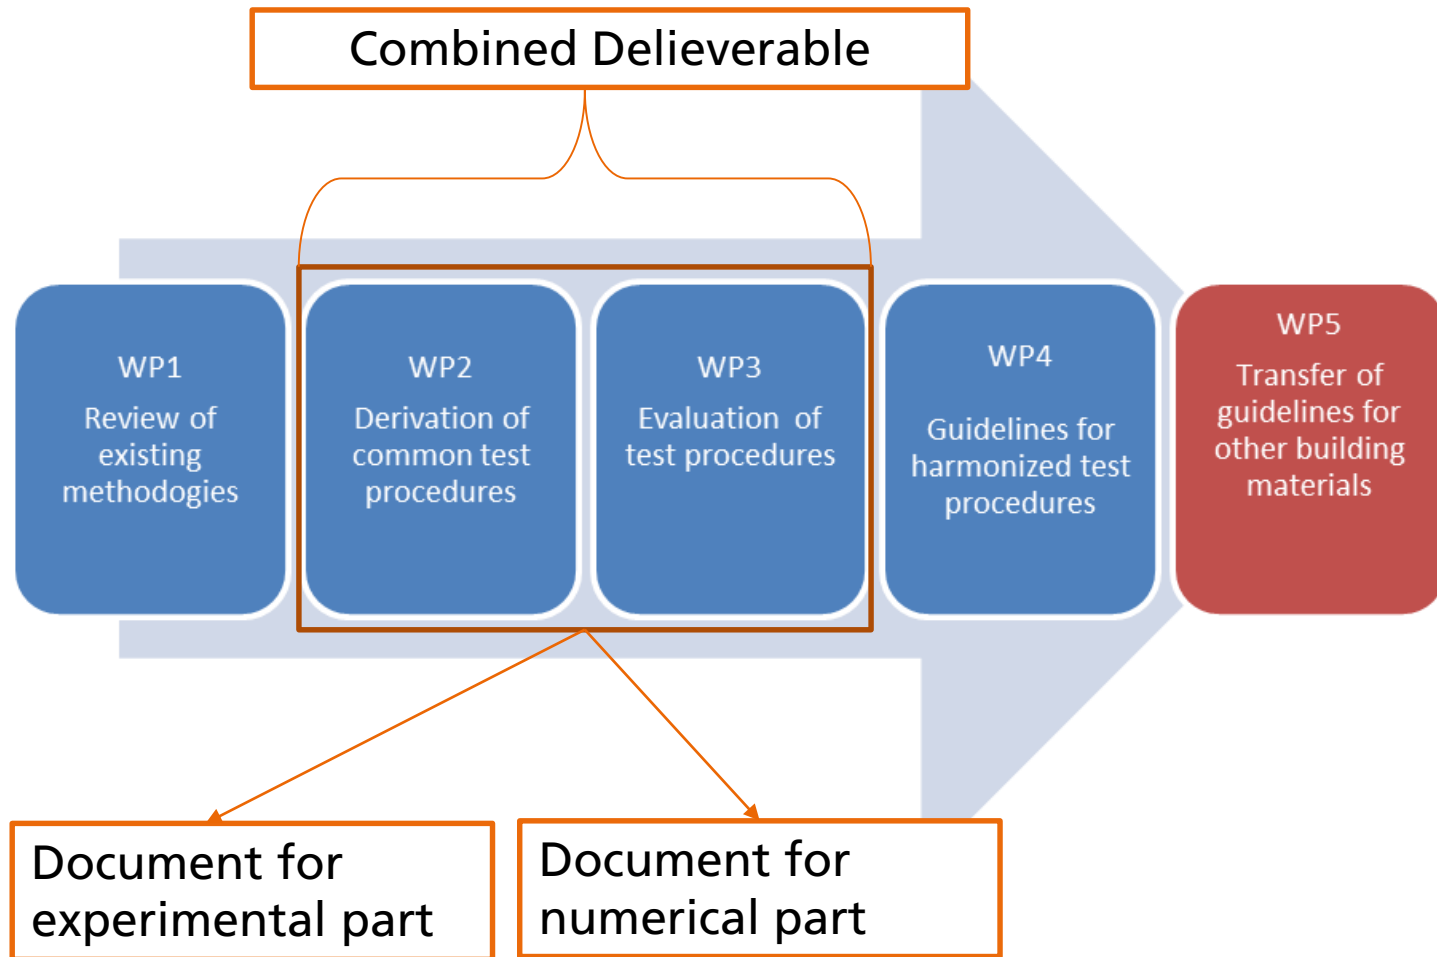 Combined Delieverable
WP1
Review of
existing
methodogies
WP2
Derivation of
common test
procedures
WP3
Evaluation of
test procedures
WP4
Guidelines for
harmonized test
procedures
WP5
Transfer of
guidelines for
other building
materials
Document for
experimental part
Document for
numerical part